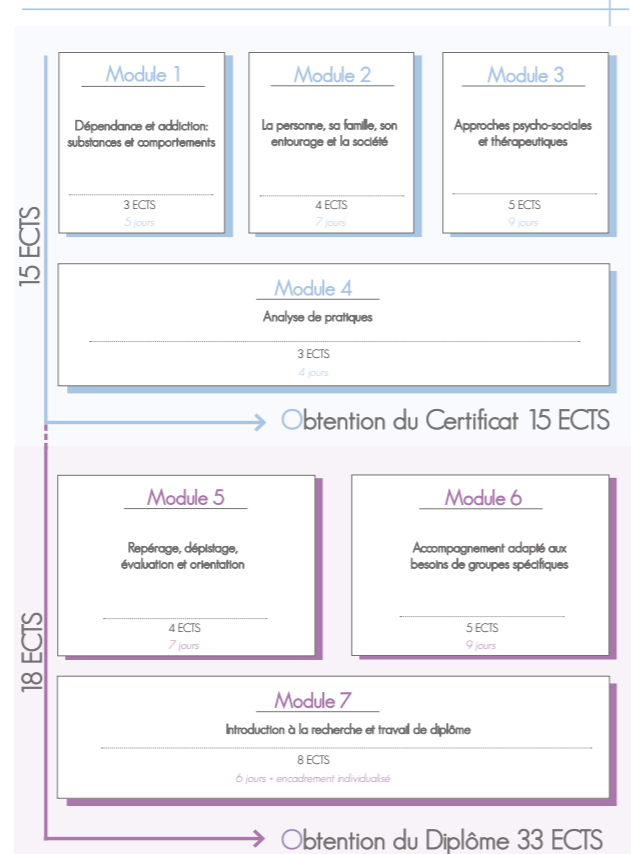 Module 1
Dépendance et addiction:
substances et comportements
3 ECTS
5 jours
Module 2
La personne, sa famille, son
entourage et la société
4 ECTS
7 jours
Module 3
Approches psycho-sociales
et thérapeutiques
5 ECTS
9 jours
15 ECTS
Module 4
Analyse de pratiques
3 ECTS
4 jours
Obtention du Certificat 15 ECTS
Module 5
Repérage, dépistage,
évaluation et orientation
4 ECTS
7 jours
Module 6
Accompagnement adapté aux
besoins de groupes spécifiques
5 ECTS
9 jours
18 ECTS
Module 7
Introduction à la recherche et travail de diplôme
8 ECTS
6 jours + encadrement individualisé
Obtention du Diplôme 33 ECTS